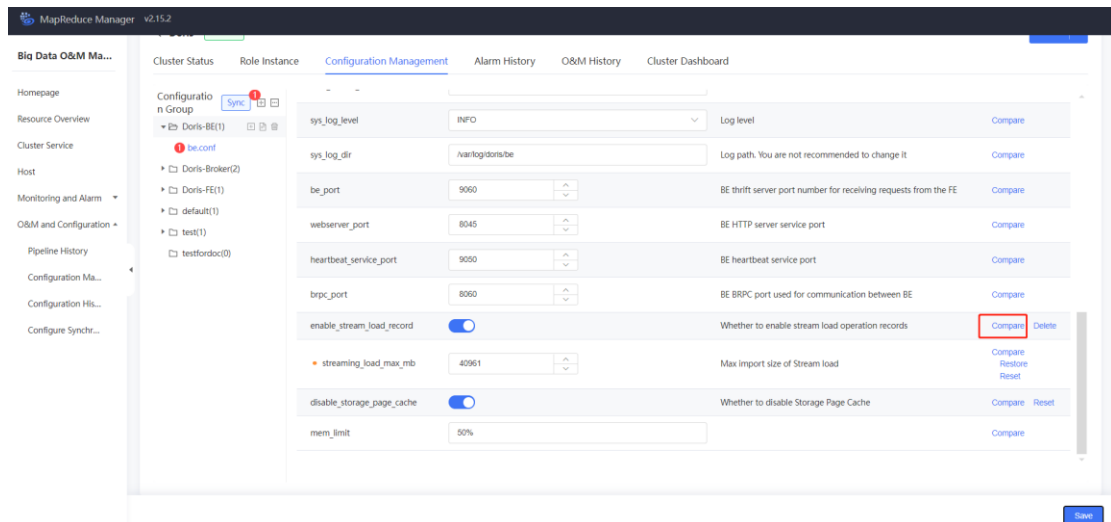 MapReduce Manager v2.15.2
Big Data O&M Ma...
Homepage
Resource Overview
Cluster Service
Host
Monitoring and Alarm
O&M and Configuration
Pipeline History
Configuration Ma...
Configuration His...
Configure Synchr...
Cluster Status Role Instance Configuration Management Alarm History O&M History Cluster Dashboard
Configuratio
n Group
Sync 1
Doris-BE(1)
1 be.conf
Doris-Broker(2)
Doris-FE(1)
default(1)
test(1)
testfordoc(0)
sys_log_level INFO Log level Compare
sys_log_dir /var/log/doris/be Log path. You are not recommended to change it Compare
be_port 9060 BE thrift server port number for receiving requests from the FE Compare
webserver_port 8045 BE HTTP server service port Compare
heartbeat_service_port 9050 BE heartbeat service port Compare
brpc_port 8060 BE BRPC port used for communication between BE Compare
enable_stream_load_record Whether to enable stream load operation records Compare Delete
streaming_load_max_mb 40961 Max import size of Stream load Compare
Restore
Reset
disable_storage_page_cache Whether to disable Storage Page Cache Compare Reset
mem_limit 50% Compare
Save